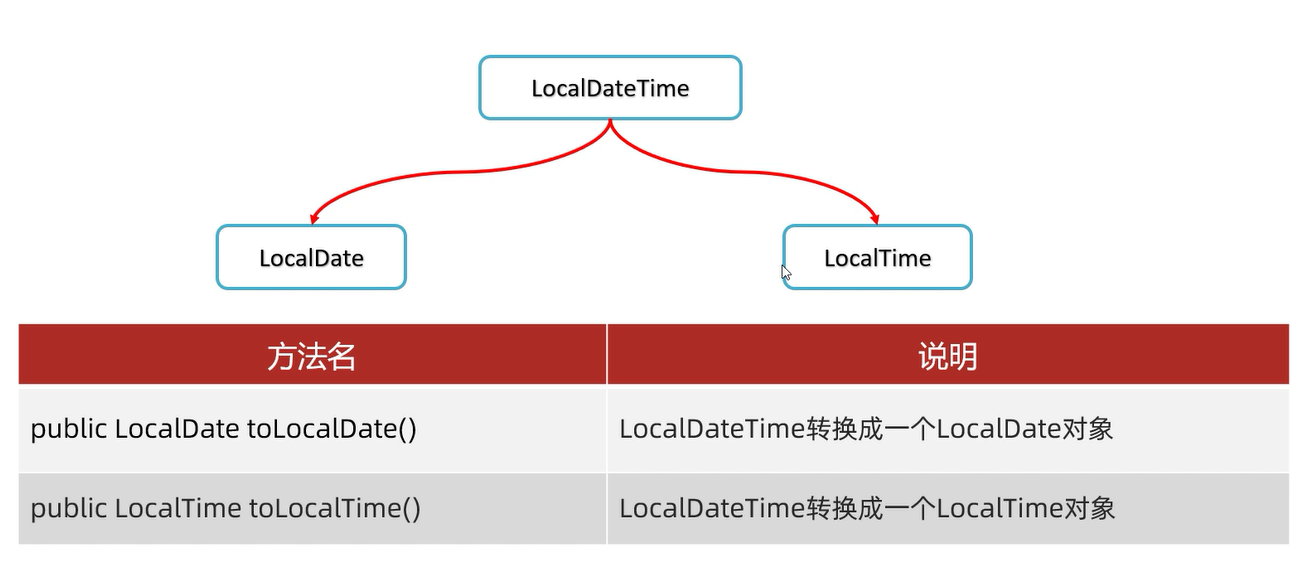 LocalDateTime
LocalDate
LocalTime
方法名
说明
public LocalDate toLocalDate()
LocalDateTime转换成一个LocalDate对象
public LocalTime toLocalTime()
LocalDateTime转换成一个LocalTime对象